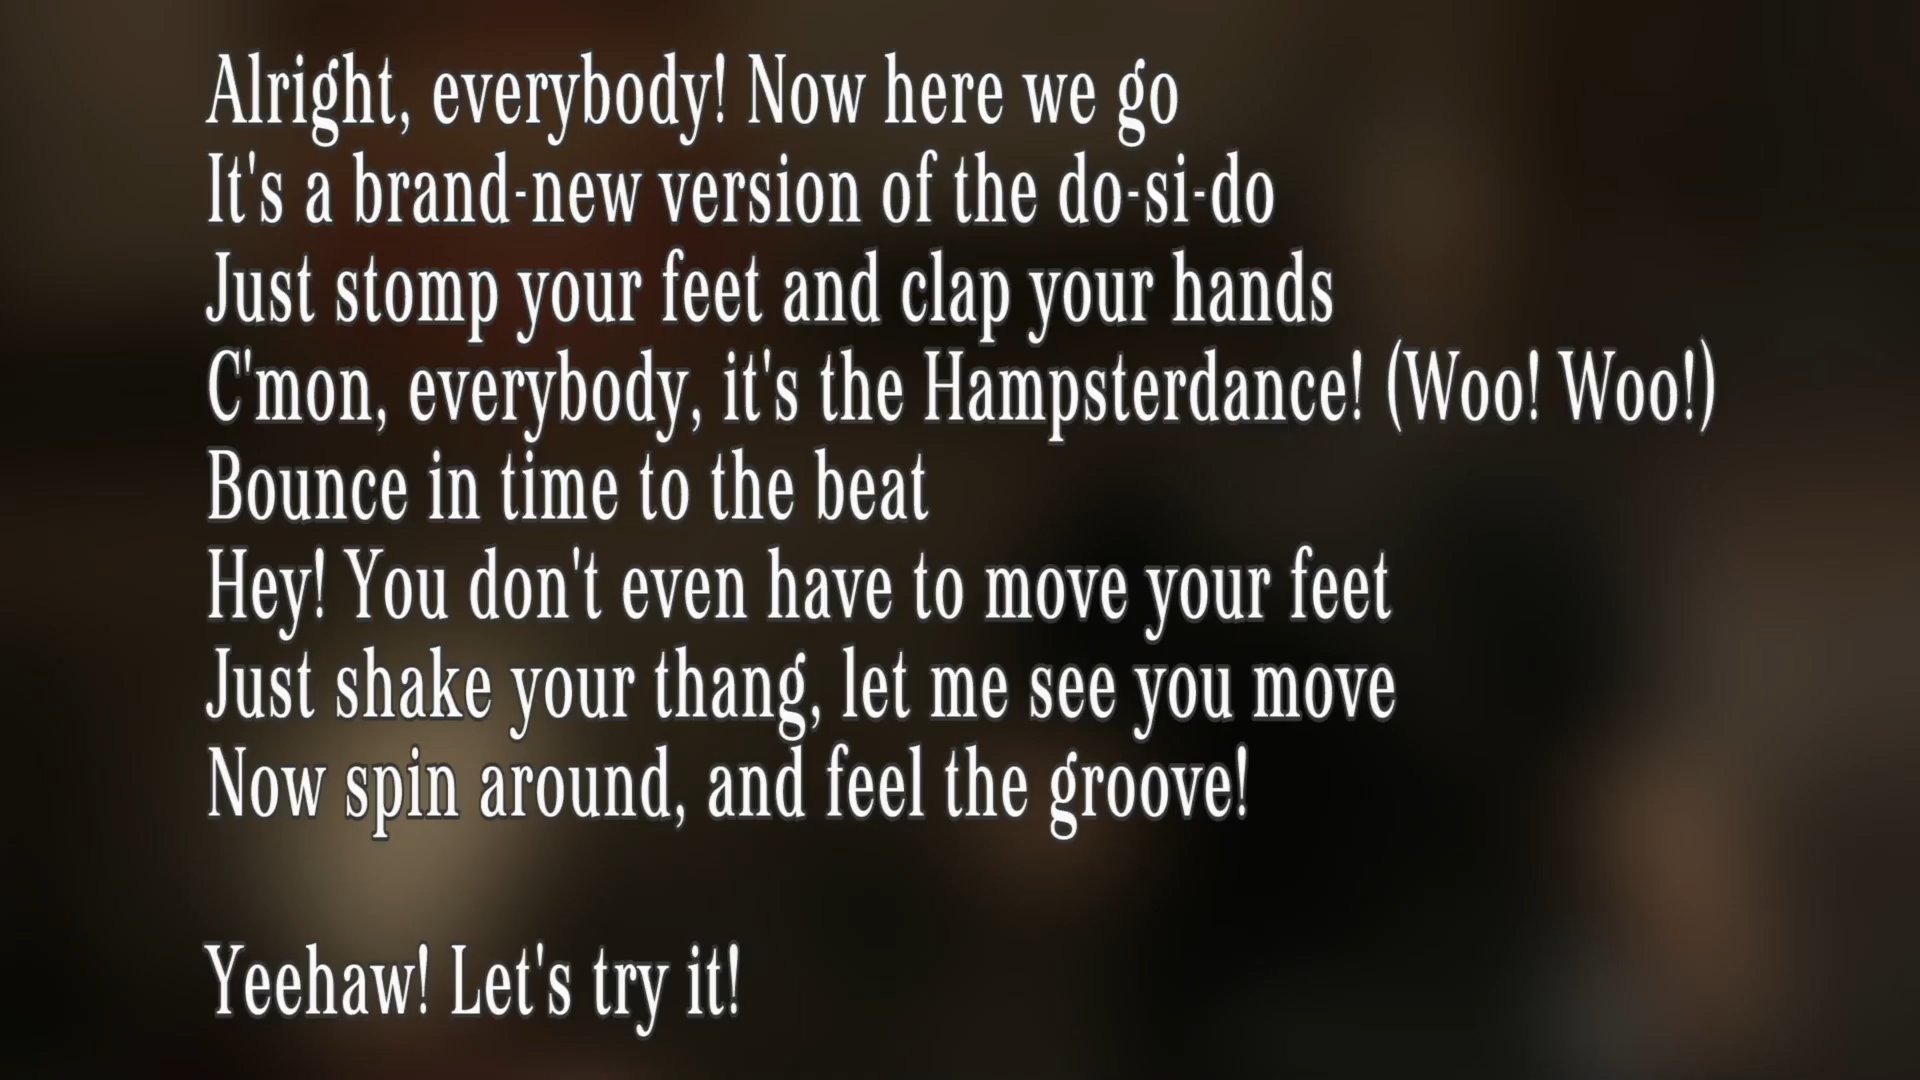 Alright, everybody! Now here we go
It's a brand-new version of the do-si-do
Just stomp your feet and clap your hands
C'mon, everybody, it's the Hampsterdance! (Woo! Woo!)
Bounce in time to the beat
Hey! You don't even have to move your feet
Just shake your thang, let me see you move
Now spin around, and feel the groove!
Yeehaw! Let's try it!